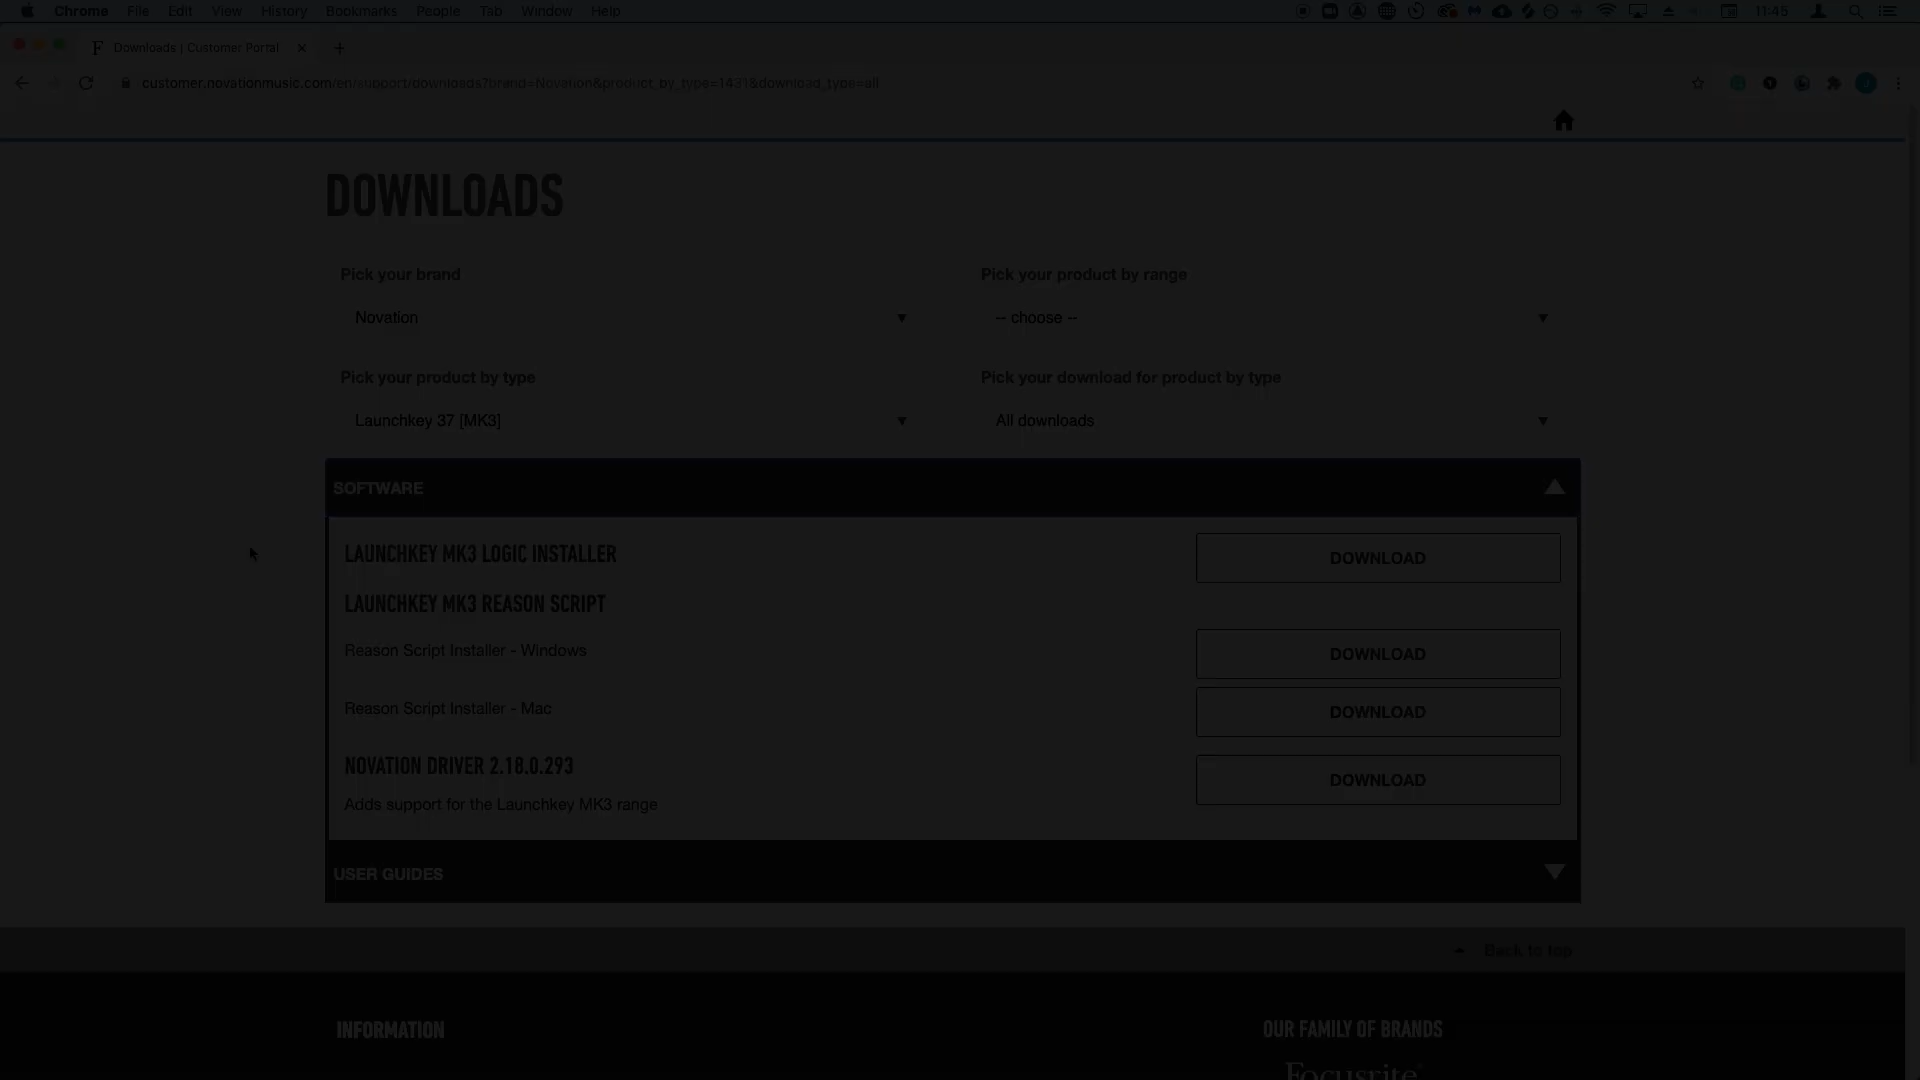 Chrome File Edit View History Bookmarks People Tab Window Help
11:45
Downloads | Customer Portal
customer.novationmusic.com/en/support/downloads?brand=Novation&product_by_type=1431&download_type=all
DOWNLOADS
Pick your brand
Pick your product by range
Novation
-- choose --
Pick your product by type
Pick your download for product by type
Launchkey 37 [MK3]
All downloads
SOFTWARE
LAUNCHKEY MK3 LOGIC INSTALLER
DOWNLOAD
LAUNCHKEY MK3 REASON SCRIPT
Reason Script Installer - Windows
DOWNLOAD
Reason Script Installer - Mac
DOWNLOAD
NOVATION DRIVER 2.18.0.293
DOWNLOAD
Adds support for the Launchkey MK3 range
USER GUIDES
Back to top
INFORMATION
OUR FAMILY OF BRANDS
Focusrite